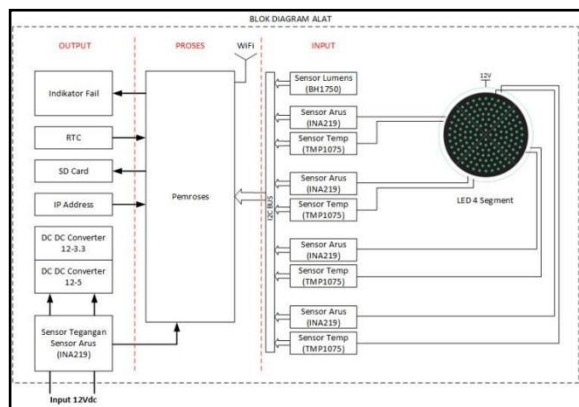 BLOK DIAGRAM ALAT
OUTPUT
PROSES
WiFi
INPUT
Indikator Fail
RTC
SD Card
IP Address
DC DC Converter
12-3.3
DC DC Converter
12-5
Sensor Tegangan
Sensor Arus
(INA219)
Input 12Vdc
Pemroses
I2C BUS
Sensor Lumens
(BH1750)
Sensor Arus
(INA219)
Sensor Temp
(TMP1075)
Sensor Arus
(INA219)
Sensor Temp
(TMP1075)
Sensor Arus
(INA219)
Sensor Temp
(TMP1075)
Sensor Arus
(INA219)
Sensor Temp
(TMP1075)
12V
LED 4 Segment